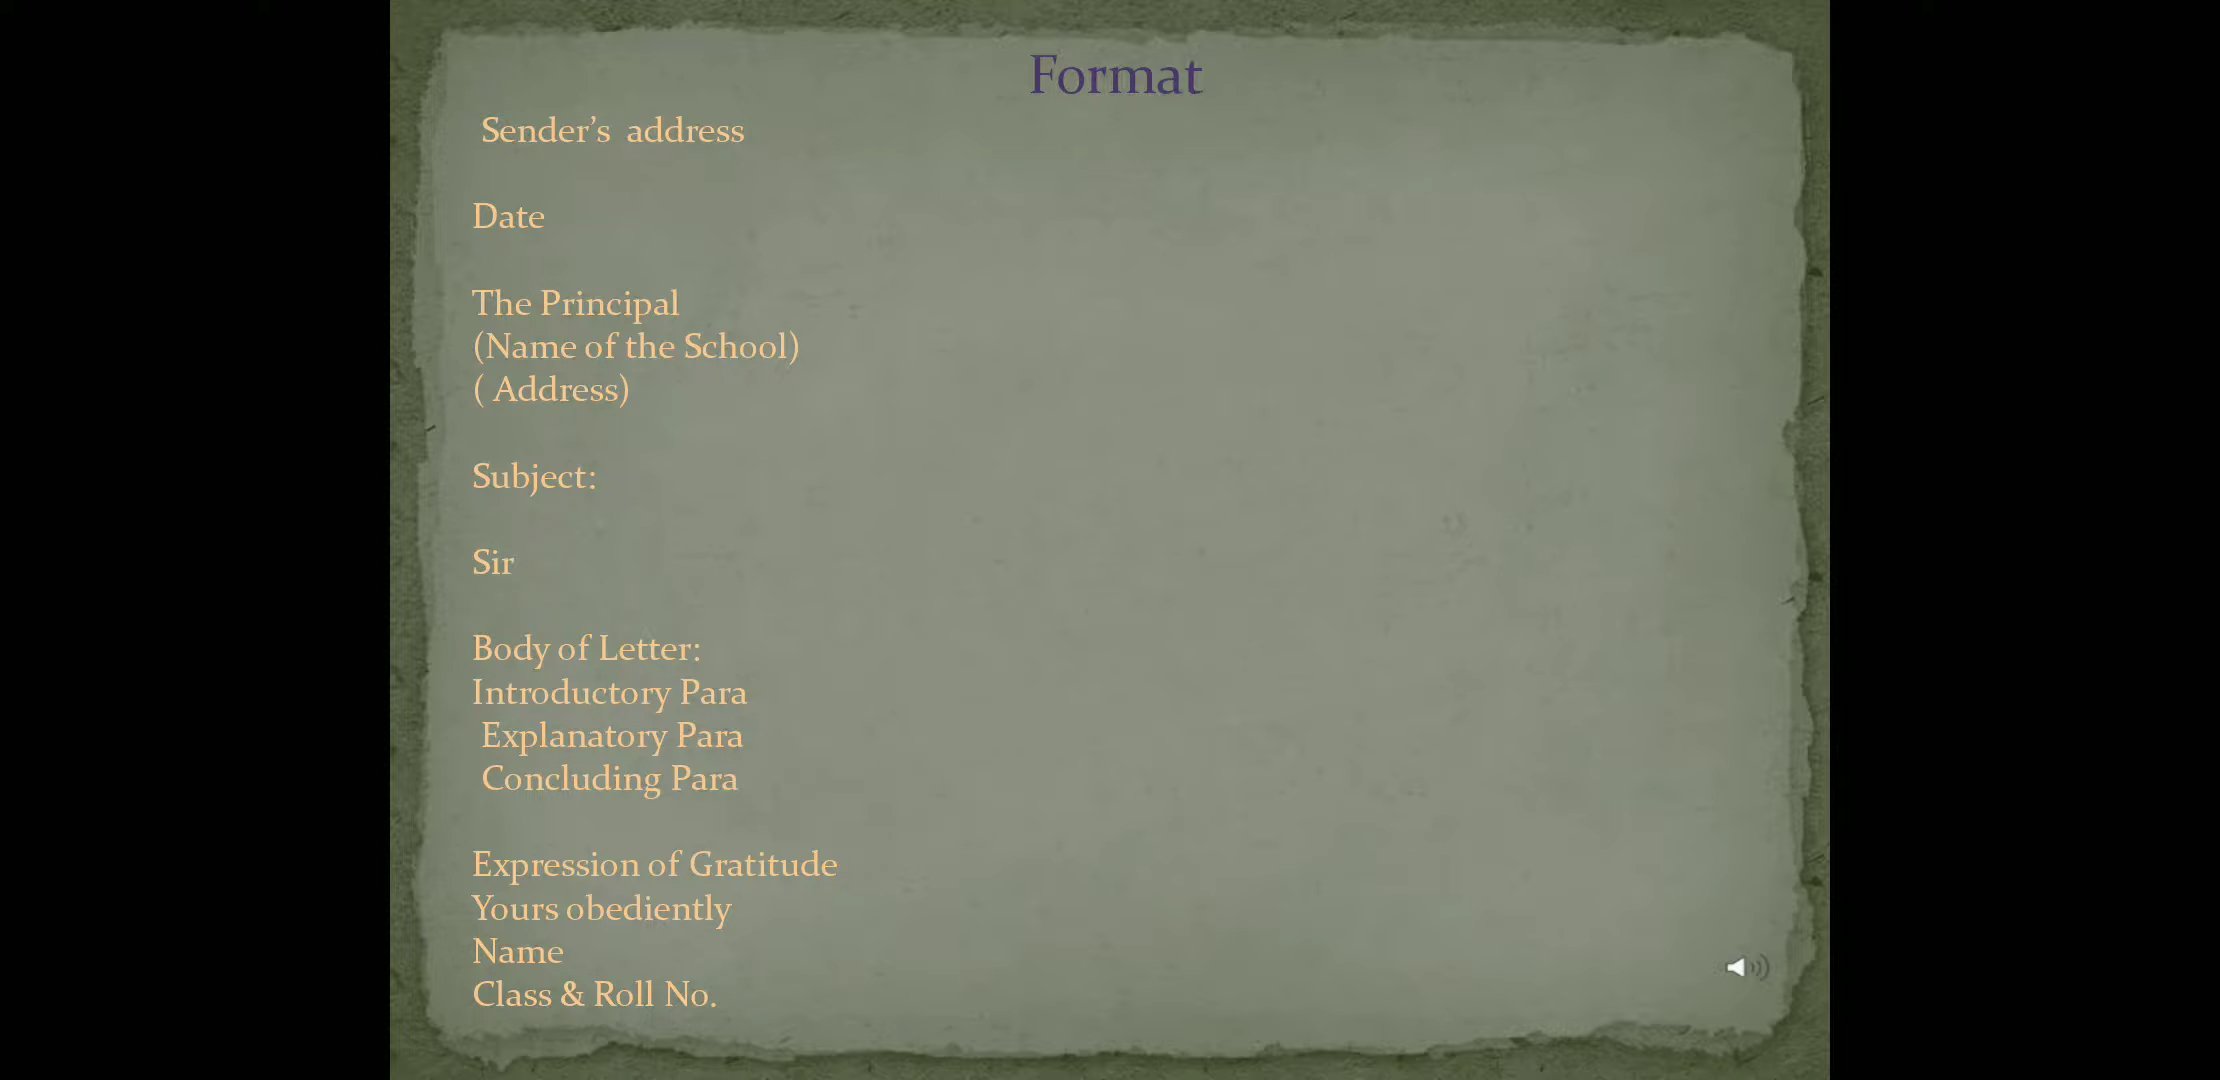 Format
Sender’s address
Date
The Principal
(Name of the School)
( Address)
Subject:
Sir
Body of Letter:
Introductory Para
Explanatory Para
Concluding Para
Expression of Gratitude
Yours obediently
Name
Class & Roll No.